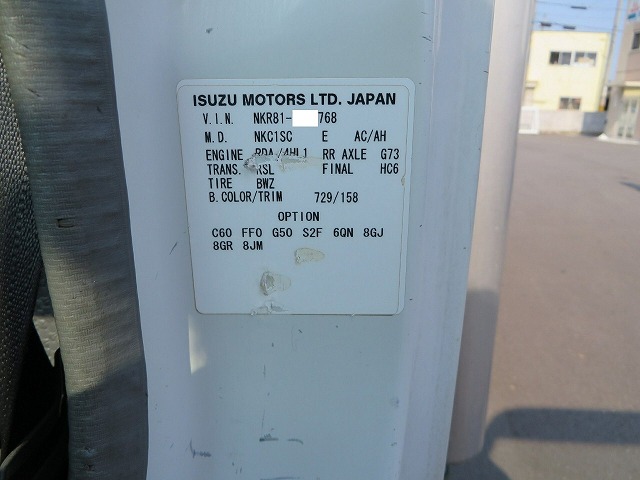 ISUZU MOTORS LTD. JAPAN
V.I.N. NKR81- 768
M.D. NKC1SC E AC/AH
ENGINE /4HL1 RR AXLE G73
TRANS. FINAL HC6
TIRE BWZ
B.COLOR/TRIM 729/158
OPTION
C60 FF0 G50 S2F 6QN 8GJ
8GR 8JM